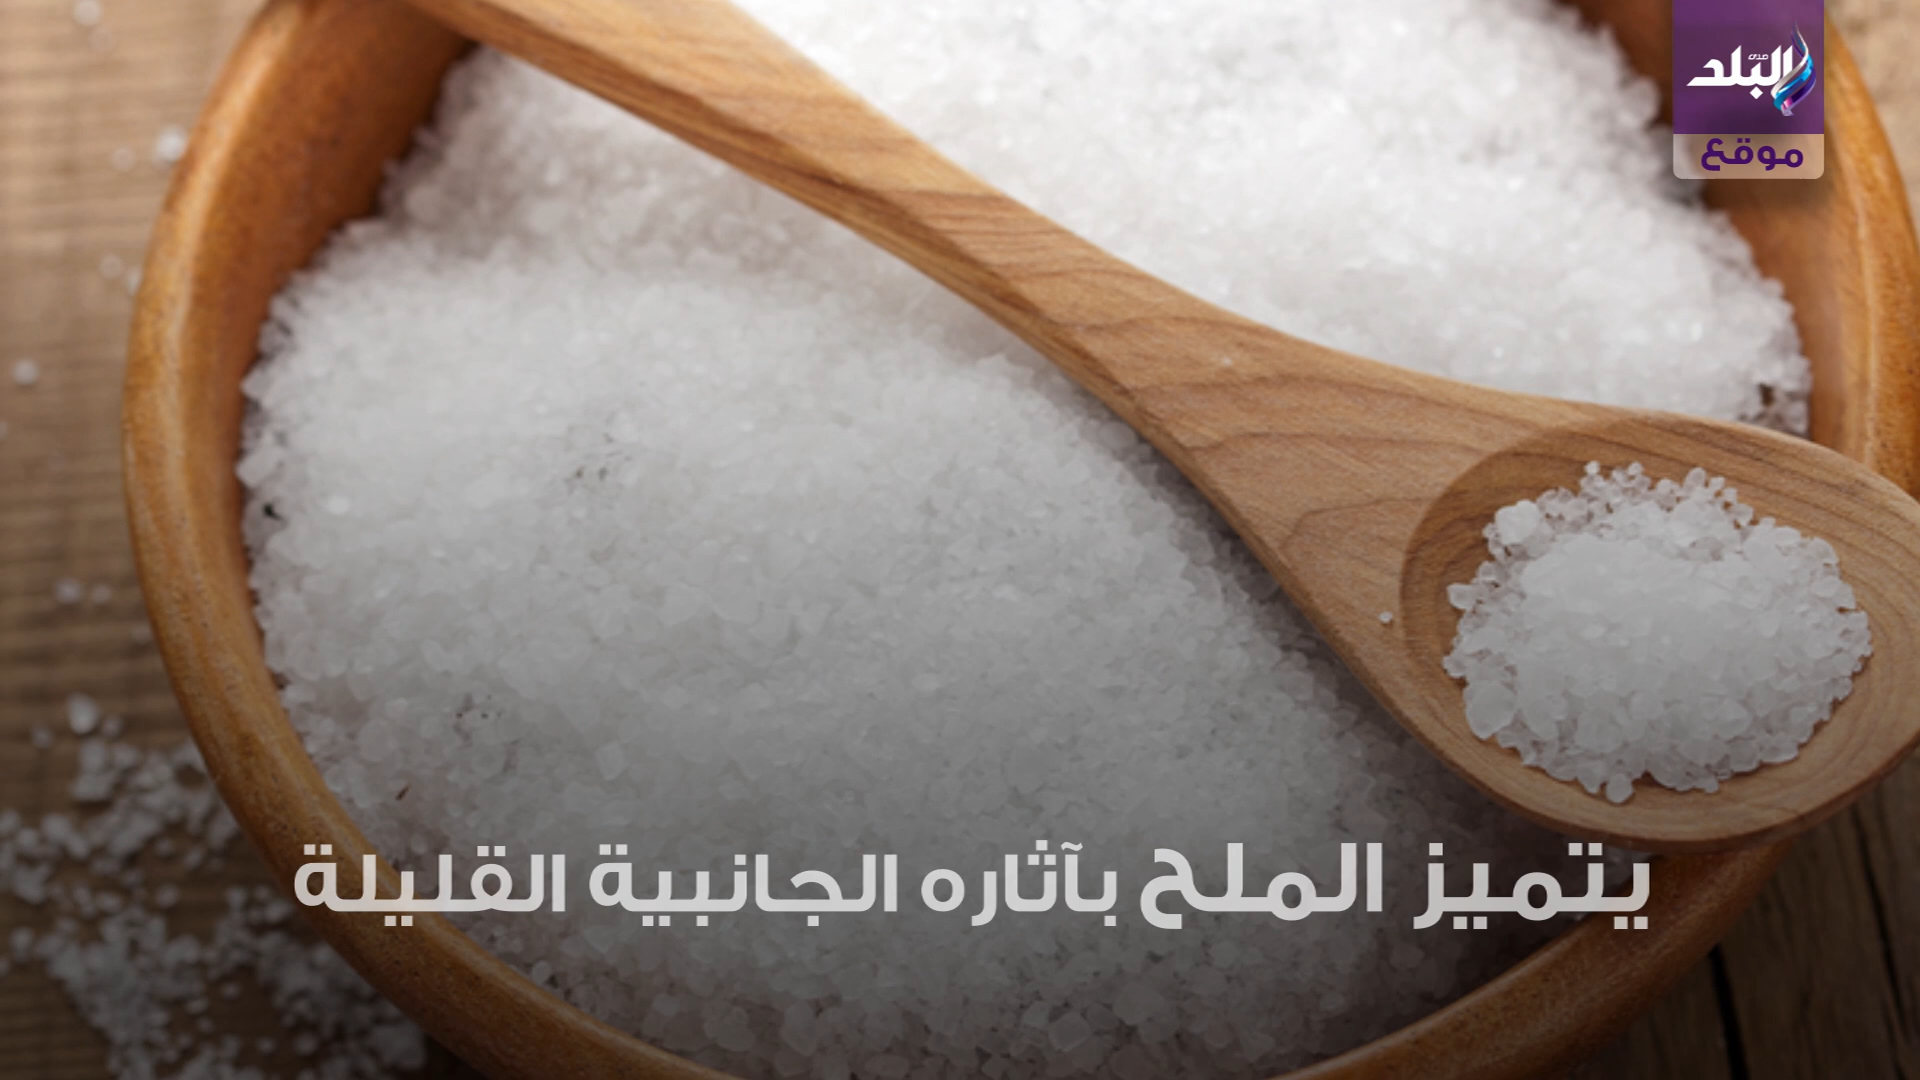 صدى
البلد
موقع
يتميز الملح بآثاره الجانبية القليلة